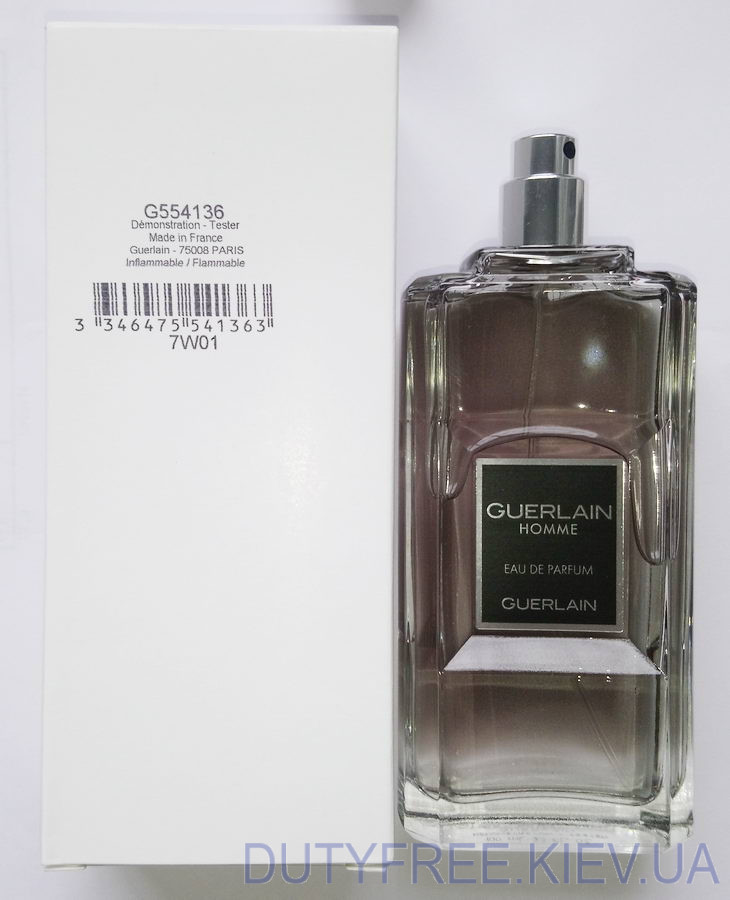 G554136
Démonstration - Tester
Made in France
Guerlain - 75008 PARIS
Inflammable / Flammable
3 346475 541363
7W01
GUERLAIN
HOMME
EAU DE PARFUM
GUERLAIN
DUTYFREE.KIEV.UA